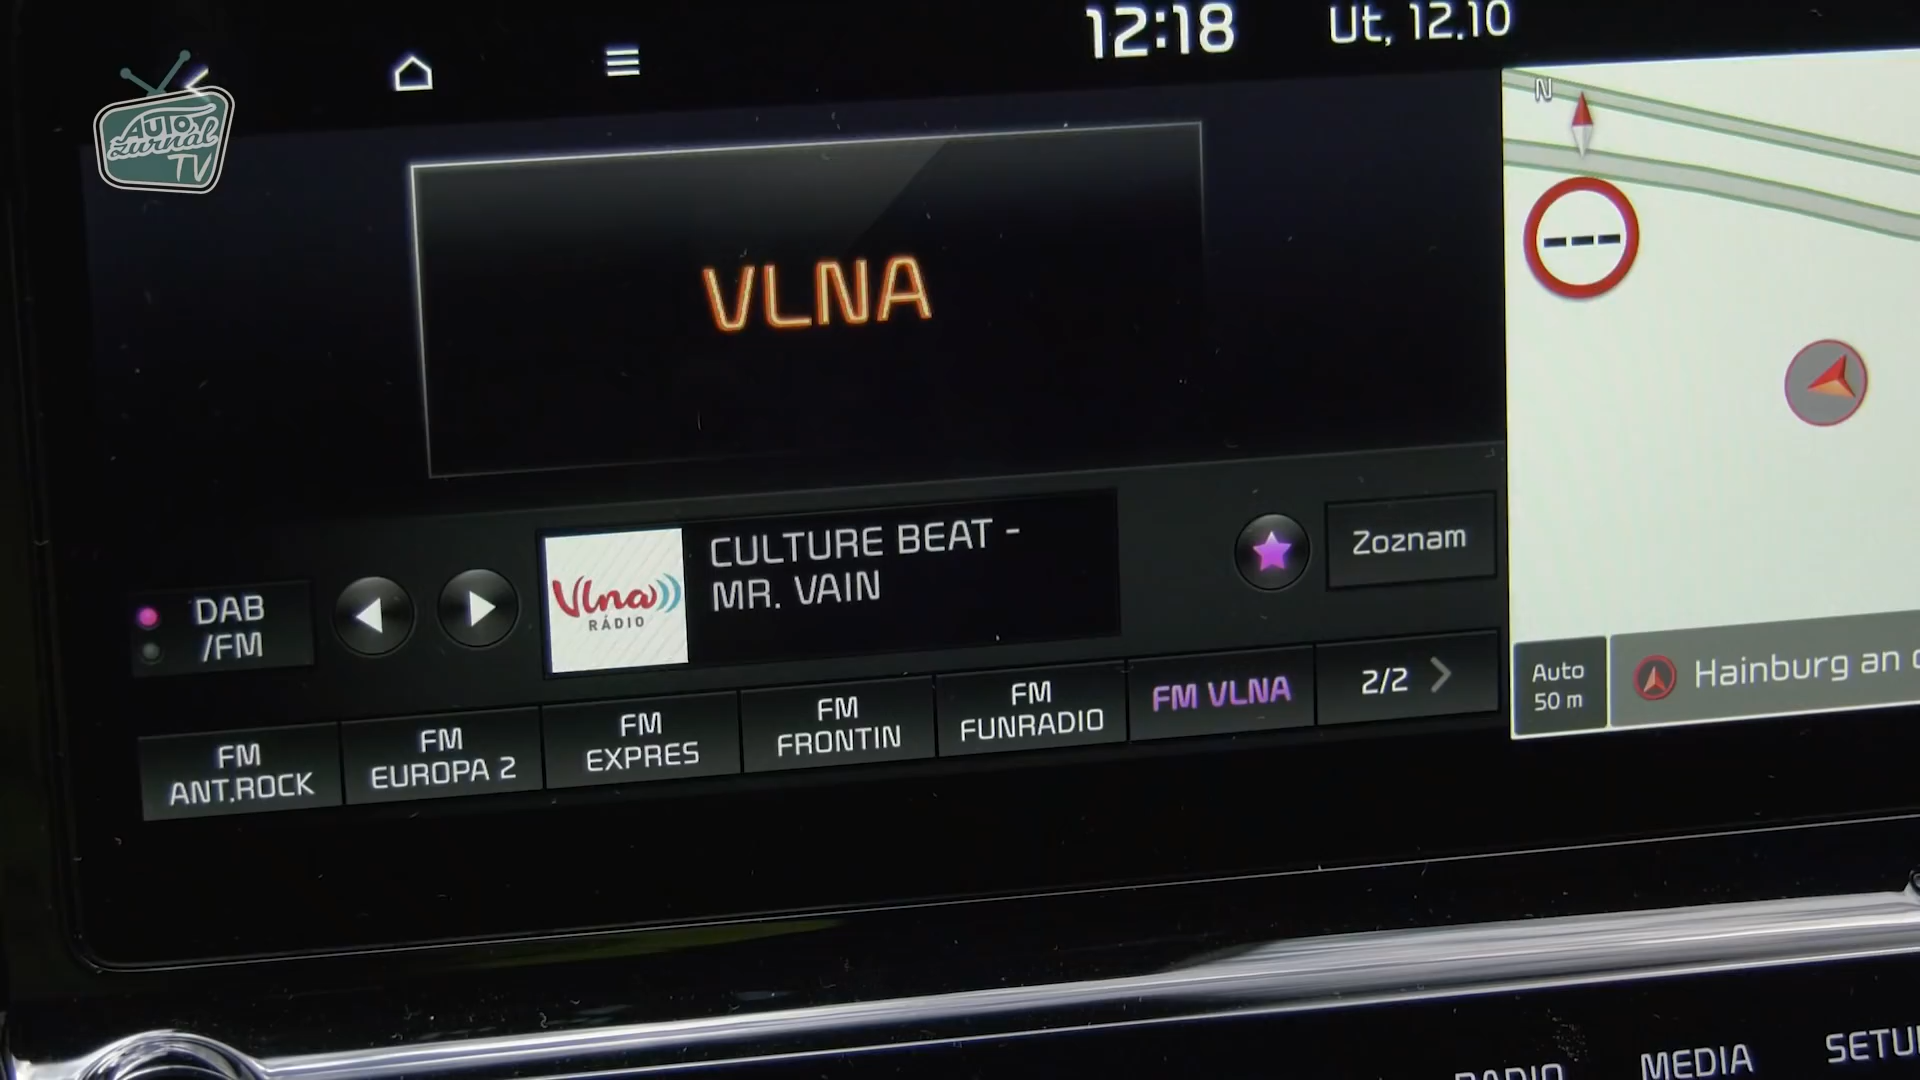 12:18
Ut, 12.10
AUTO
žurnál
TV
N
VLNA
---
CULTURE BEAT -
MR. VAIN
Vlna
RÁDIO
Zoznam
DAB
/FM
FM
ANT.ROCK
FM
EUROPA 2
FM
EXPRES
FM
FRONTIN
FM
FUNRADIO
FM VLNA
2/2
Auto
50 m
Hainburg an
RADIO
MEDIA